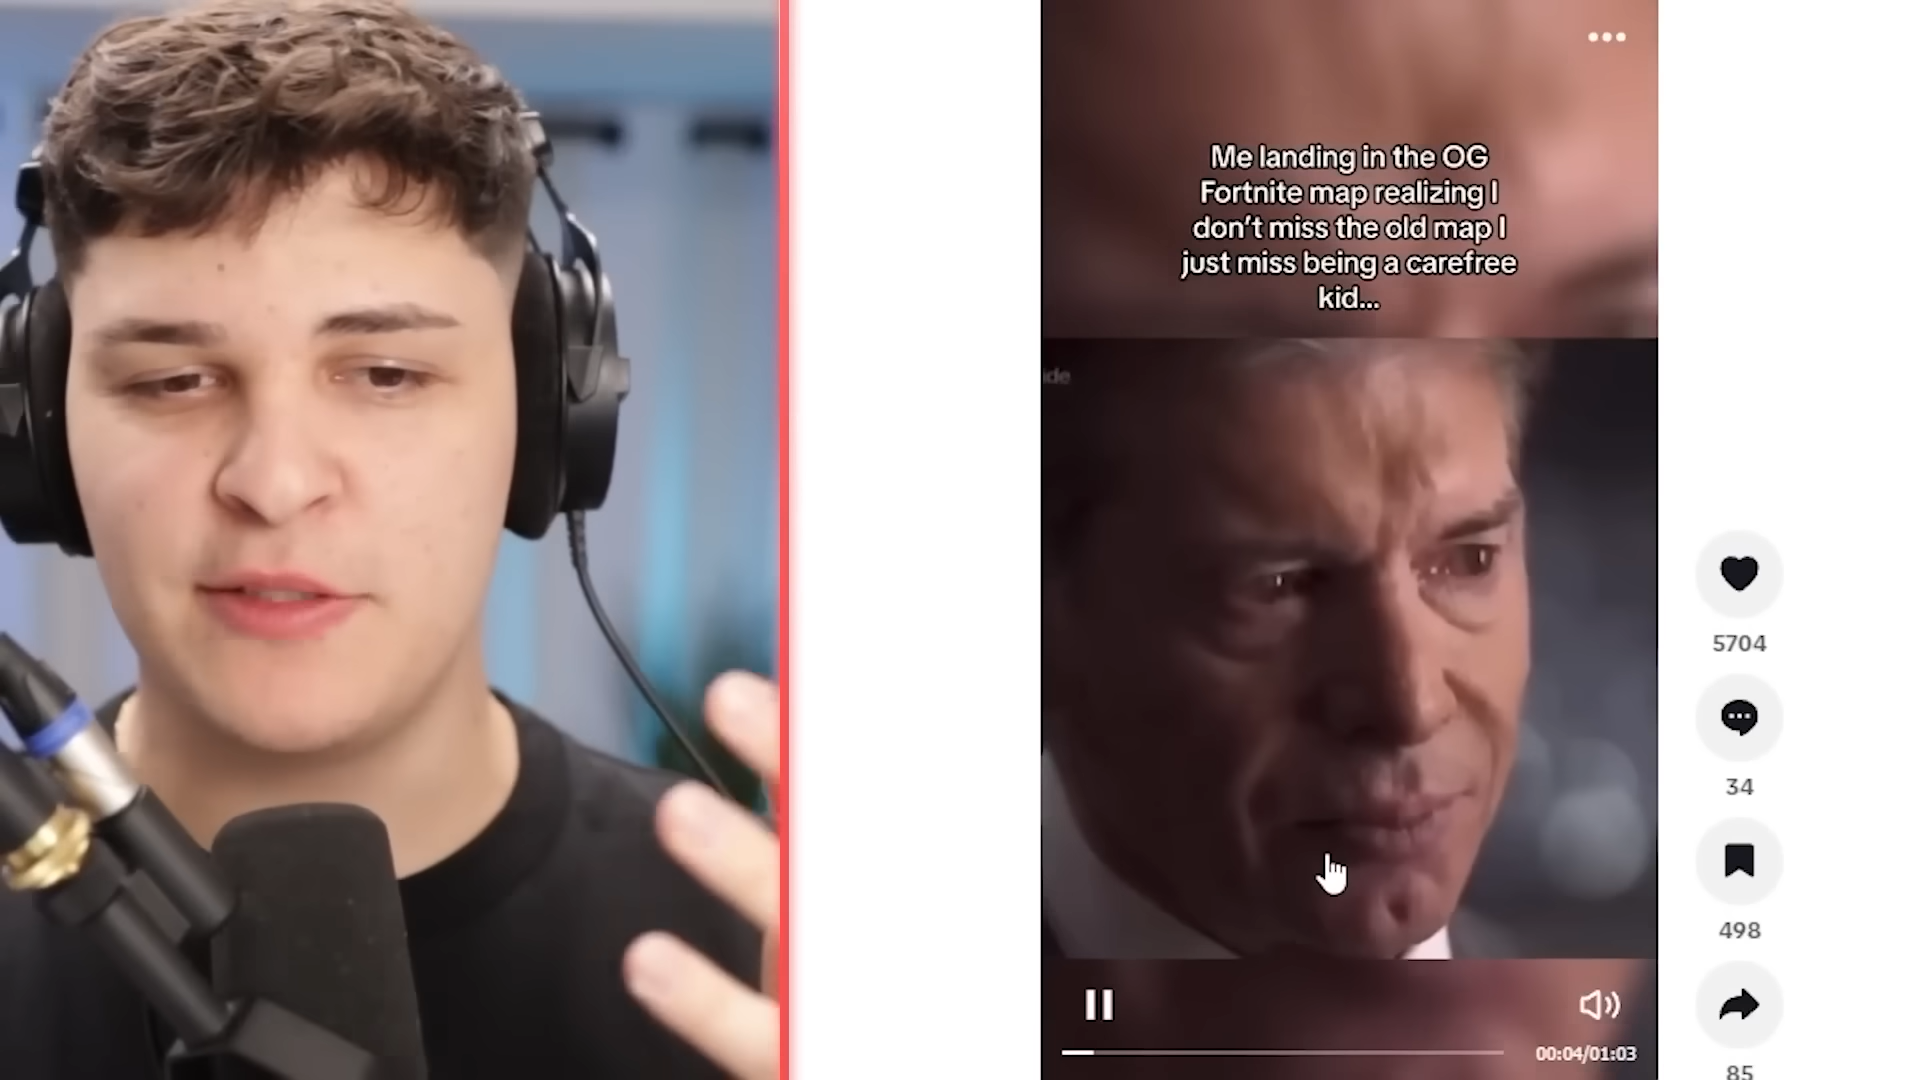 Me landing in the OG
Fortnite map realizing I
don't miss the old map I
just miss being a carefree
kid...
ide
5704
34
498
00:04/01:03
85